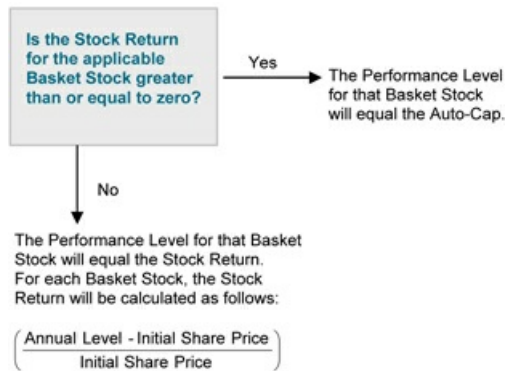 Is the Stock Return
for the applicable
Basket Stock greater
than or equal to zero?
Yes
The Performance Level
for that Basket Stock
will equal the Auto-Cap.
No
The Performance Level for that Basket
Stock will equal the Stock Return.
For each Basket Stock, the Stock
Return will be calculated as follows:
(Annual Level - Initial Share Price
Initial Share Price)